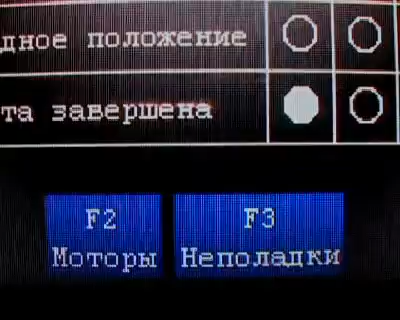 дное положение
та завершена
F2
Моторы
F3
Неполадки